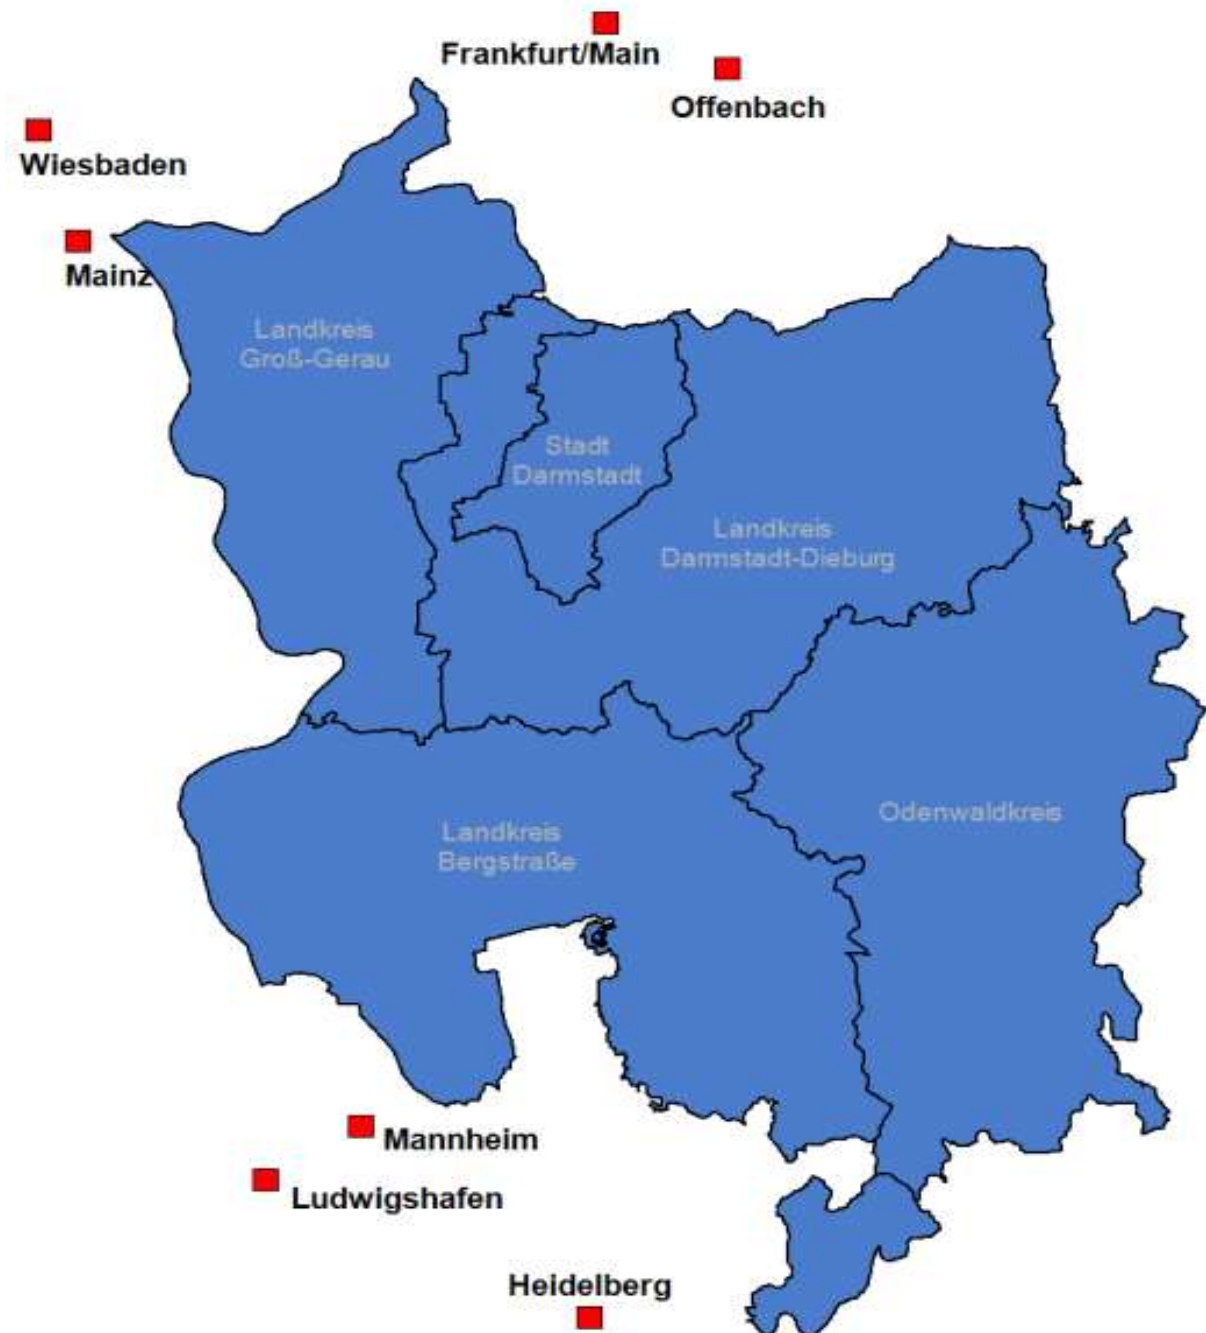 Frankfurt/Main
Offenbach
Wiesbaden
Mainz
Landkreis
Groß-Gerau
Stadt
Darmstadt
Landkreis
Darmstadt-Dieburg
Odenwaldkreis
Landkreis
Bergstraße
Mannheim
Ludwigshafen
Heidelberg